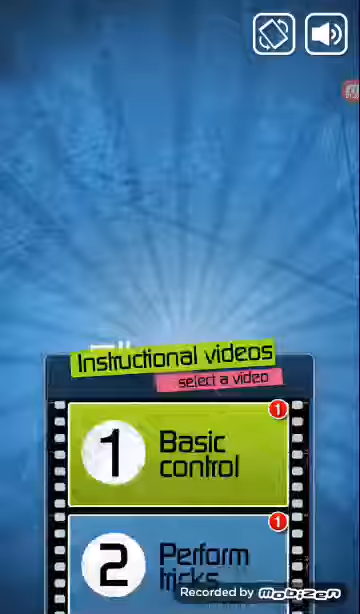 Instructional videos
select a video
1
1
Basic
control
1
2
Perform
tricks
Recorded by mobizen